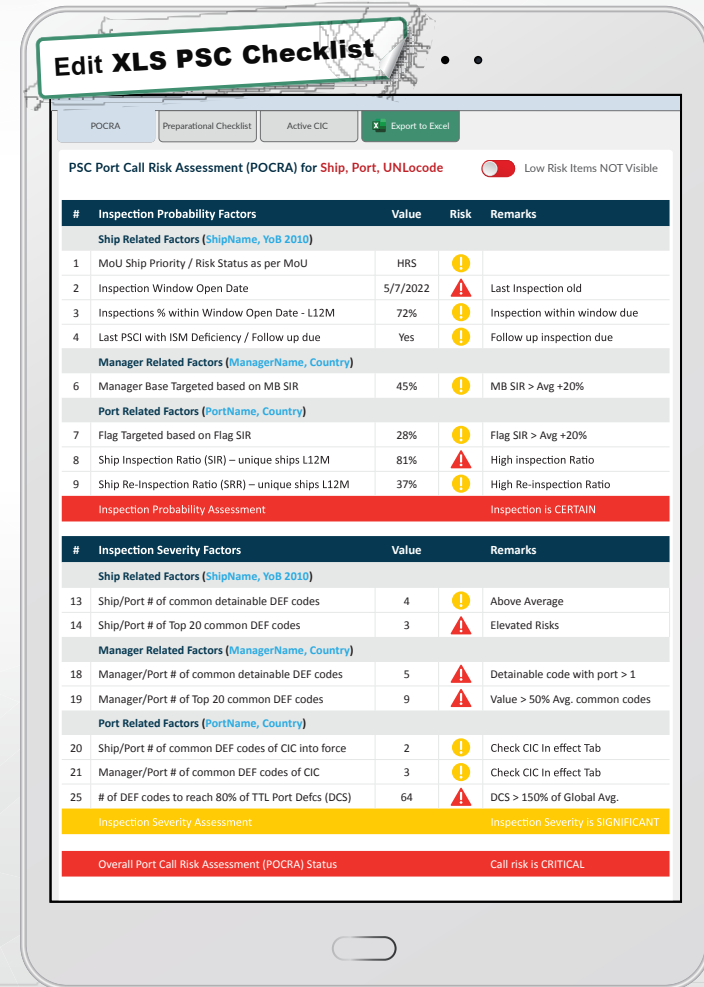 Edit XLS PSC Checklist
POCRA
Preparational Checklist
Active CIC
Export to Excel
PSC Port Call Risk Assessment (POCRA) for Ship, Port, UNLocode
Low Risk Items NOT Visible
# Inspection Probability Factors Value Risk Remarks
Ship Related Factors (ShipName, YoB 2010)
1 MoU Ship Priority / Risk Status as per MoU HRS
2 Inspection Window Open Date 5/7/2022 Last Inspection old
3 Inspections % within Window Open Date - L12M 72% Inspection within window due
4 Last PSCI with ISM Deficiency / Follow up due Yes Follow up inspection due
Manager Related Factors (ManagerName, Country)
6 Manager Base Targeted based on MB SIR 45% MB SIR > Avg +20%
Port Related Factors (PortName, Country)
7 Flag Targeted based on Flag SIR 28% Flag SIR > Avg +20%
8 Ship Inspection Ratio (SIR) – unique ships L12M 81% High inspection Ratio
9 Ship Re-Inspection Ratio (SRR) – unique ships L12M 37% High Re-inspection Ratio
Inspection Probability Assessment Inspection is CERTAIN
# Inspection Severity Factors Value Remarks
Ship Related Factors (ShipName, YoB 2010)
13 Ship/Port # of common detainable DEF codes 4 Above Average
14 Ship/Port # of Top 20 common DEF codes 3 Elevated Risks
Manager Related Factors (ManagerName, Country)
18 Manager/Port # of common detainable DEF codes 5 Detainable code with port > 1
19 Manager/Port # of Top 20 common DEF codes 9 Value > 50% Avg. common codes
Port Related Factors (PortName, Country)
20 Ship/Port # of common DEF codes of CIC into force 2 Check CIC In effect Tab
21 Manager/Port # of common DEF codes of CIC 3 Check CIC In effect Tab
25 # of DEF codes to reach 80% of TTL Port Defcs (DCS) 64 DCS > 150% of Global Avg.
Inspection Severity Assessment Inspection Severity is SIGNIFICANT
Overall Port Call Risk Assessment (POCRA) Status Call risk is CRITICAL